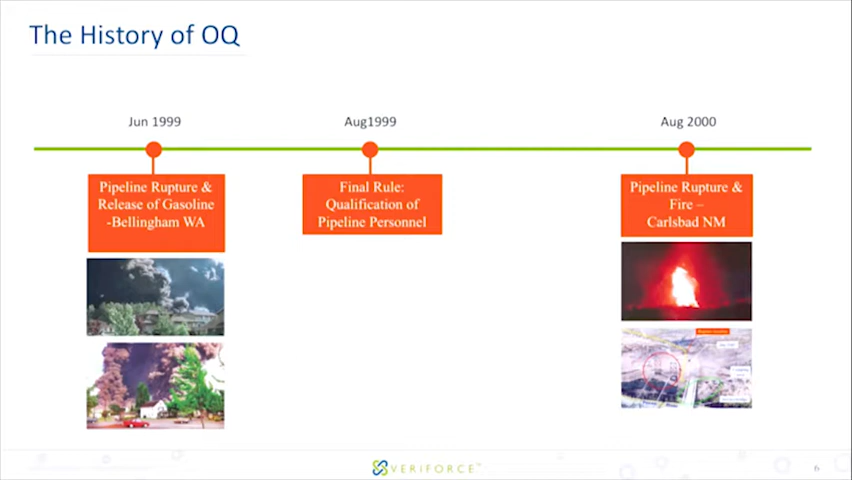 The History of OQ
Jun 1999
Aug1999
Aug 2000
Pipeline Rupture &
Release of Gasoline
-Bellingham WA
Final Rule:
Qualification of
Pipeline Personnel
Pipeline Rupture &
Fire –
Carlsbad NM
VERIFORCE™
6